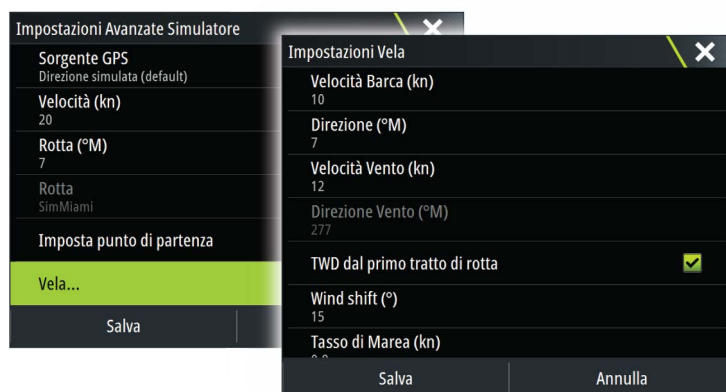 Impostazioni Avanzate Simulatore
Sorgente GPS
Direzione simulata (default)
Velocità (kn)
20
Rotta (°M)
7
Rotta
SimMiami
Imposta punto di partenza
Vela...
Salva
Impostazioni Vela
Velocità Barca (kn)
10
Direzione (°M)
7
Velocità Vento (kn)
12
Direzione Vento (°M)
277
TWD dal primo tratto di rotta
Wind shift (°)
15
Tasso di Marea (kn)
Salva
Annulla